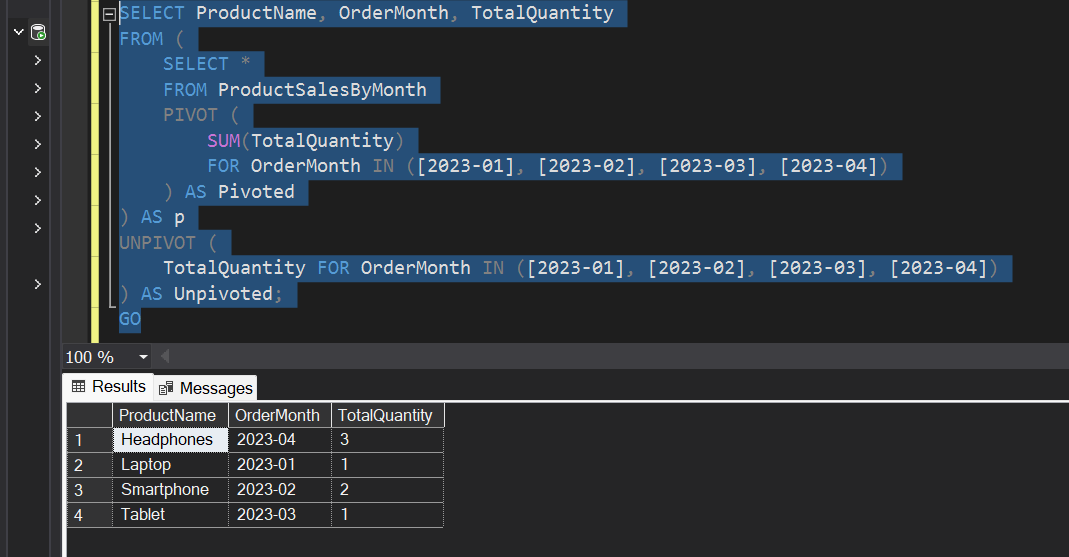 SELECT ProductName, OrderMonth, TotalQuantity
FROM (
SELECT *
FROM ProductSalesByMonth
PIVOT (
SUM(TotalQuantity)
FOR OrderMonth IN ([2023-01], [2023-02], [2023-03], [2023-04])
) AS Pivoted
) AS p
UNPIVOT (
TotalQuantity FOR OrderMonth IN ([2023-01], [2023-02], [2023-03], [2023-04])
) AS Unpivoted;
GO
100 %
Results Messages
ProductName OrderMonth TotalQuantity
1 Headphones 2023-04 3
2 Laptop 2023-01 1
3 Smartphone 2023-02 2
4 Tablet 2023-03 1